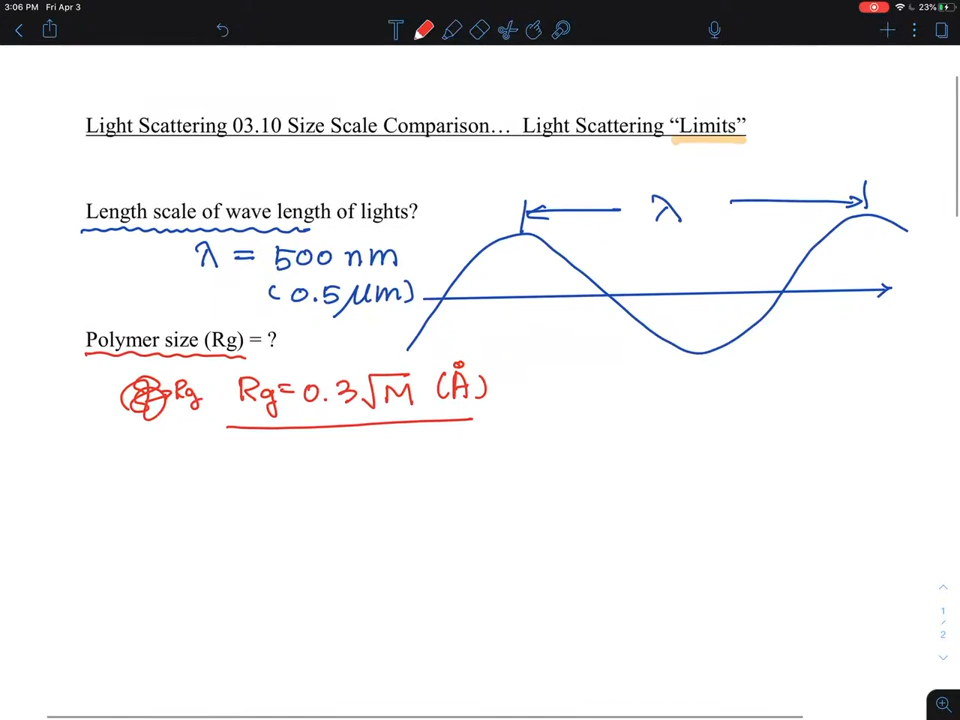 3:06 PM Fri Apr 3
23%
Light Scattering 03.10 Size Scale Comparison… Light Scattering “Limits”
Length scale of wave length of lights?
λ
λ = 500 nm
(0.5 μm)
Polymer size (Rg) = ?
Rg Rg = 0.3√M (Å)
1
/
2